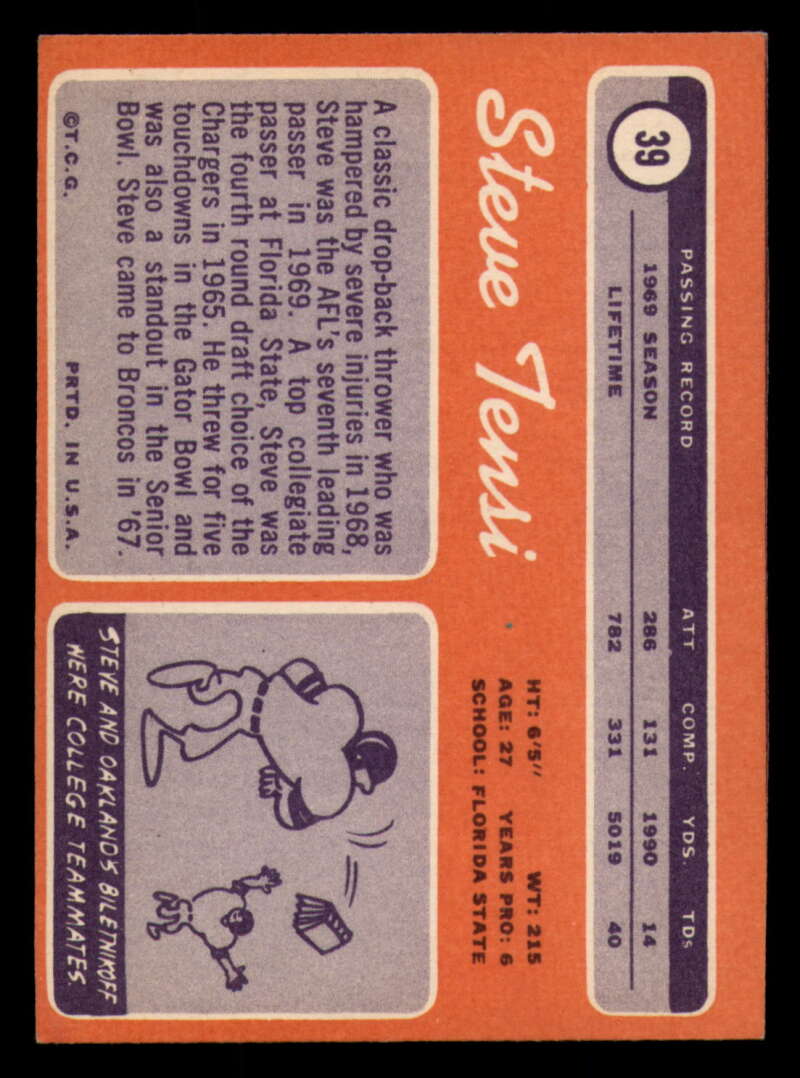 39
PASSING RECORD ATT COMP. YDS. TDs
1969 SEASON 286 131 1990 14
LIFETIME 782 331 5019 40
Steve Tensi
HT: 6'5" WT: 215
AGE: 27 YEARS PRO: 6
SCHOOL: FLORIDA STATE
A classic drop-back thrower who was
hampered by severe injuries in 1968,
Steve was the AFL's seventh leading
passer in 1969. A top collegiate
passer at Florida State, Steve was
the fourth round draft choice of the
Chargers in 1965. He threw for five
touchdowns in the Gator Bowl and
was also a standout in the Senior
Bowl. Steve came to Broncos in '67.
©T.C.G. PRTD. IN U.S.A.
STEVE AND OAKLAND'S BILETNIKOFF
WERE COLLEGE TEAMMATES